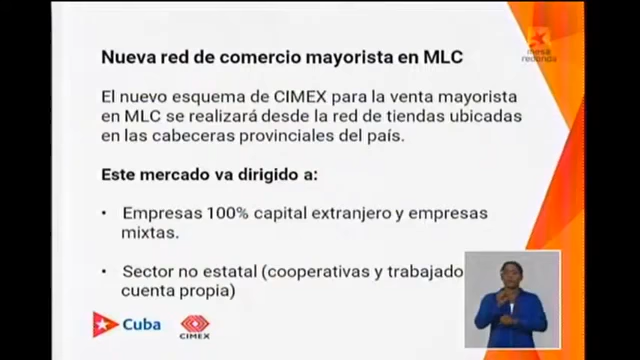 mesa
redonda
Nueva red de comercio mayorista en MLC
El nuevo esquema de CIMEX para la venta mayorista
en MLC se realizará desde la red de tiendas ubicadas
en las cabeceras provinciales del país.
Este mercado va dirigido a:
• Empresas 100% capital extranjero y empresas
mixtas.
• Sector no estatal (cooperativas y trabajado
cuenta propia)
Cuba
CIMEX